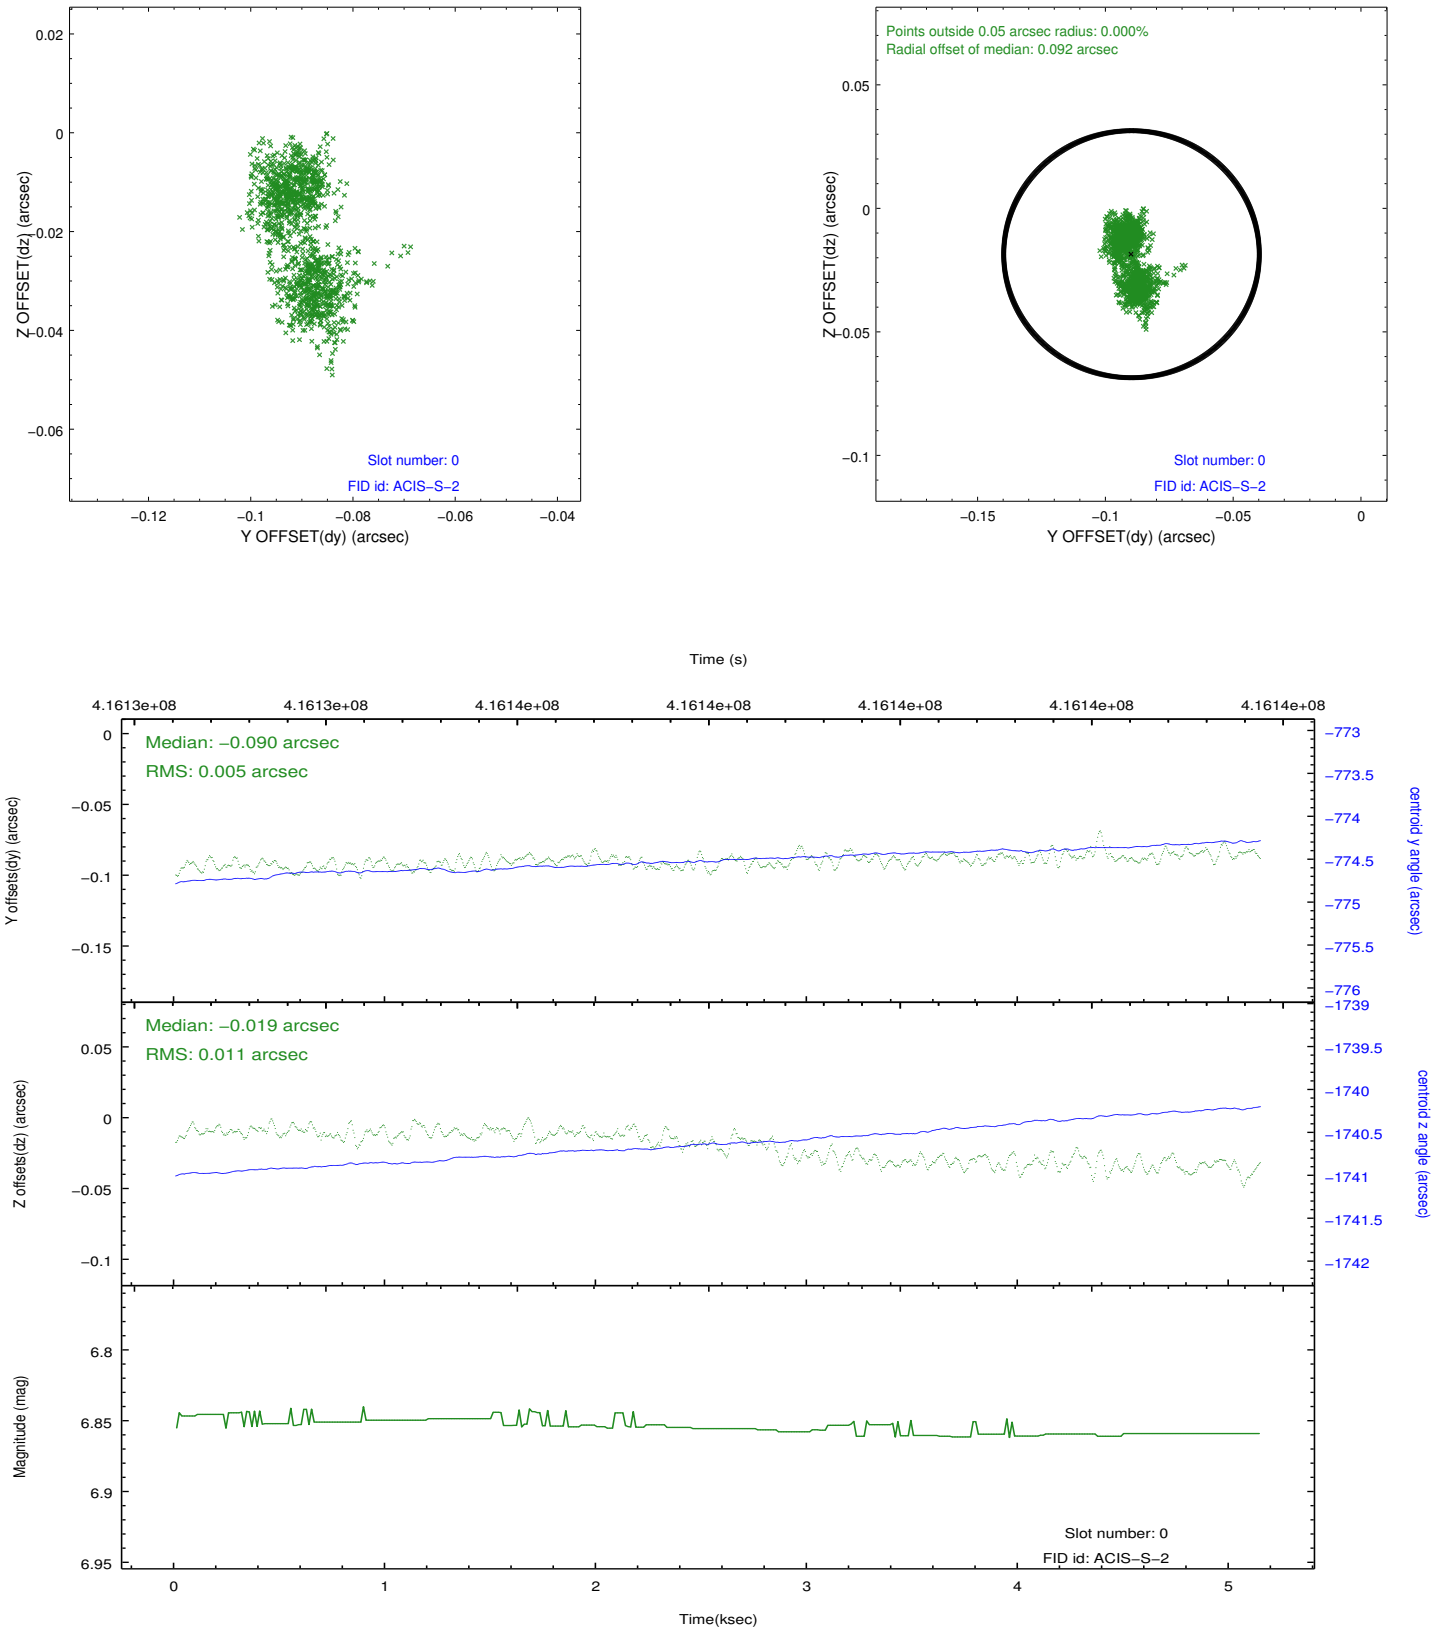 0.02
0
−0.02
−0.04
−0.06
Z OFFSET(dz) (arcsec)
Slot number: 0
FID id: ACIS−S−2
−0.12 −0.1 −0.08 −0.06 −0.04
Y OFFSET(dy) (arcsec)
Points outside 0.05 arcsec radius: 0.000%
Radial offset of median: 0.092 arcsec
0.05
0
−0.05
−0.1
Z OFFSET(dz) (arcsec)
Slot number: 0
FID id: ACIS−S−2
−0.15 −0.1 −0.05 0
Y OFFSET(dy) (arcsec)
Time (s)
4.1613e+08 4.1613e+08 4.1614e+08 4.1614e+08 4.1614e+08 4.1614e+08 4.1614e+08
Median: −0.090 arcsec
RMS: 0.005 arcsec
0
−0.05
−0.1
−0.15
Y offsets(dy) (arcsec)
−773
−773.5
−774
−774.5
−775
−775.5
−776
centroid y angle (arcsec)
Median: −0.019 arcsec
RMS: 0.011 arcsec
0.05
0
−0.05
−0.1
Z offsets(dz) (arcsec)
−1739
−1739.5
−1740
−1740.5
−1741
−1741.5
−1742
centroid z angle (arcsec)
6.8
6.85
6.9
6.95
Magnitude (mag)
Slot number: 0
FID id: ACIS−S−2
0 1 2 3 4 5
Time(ksec)